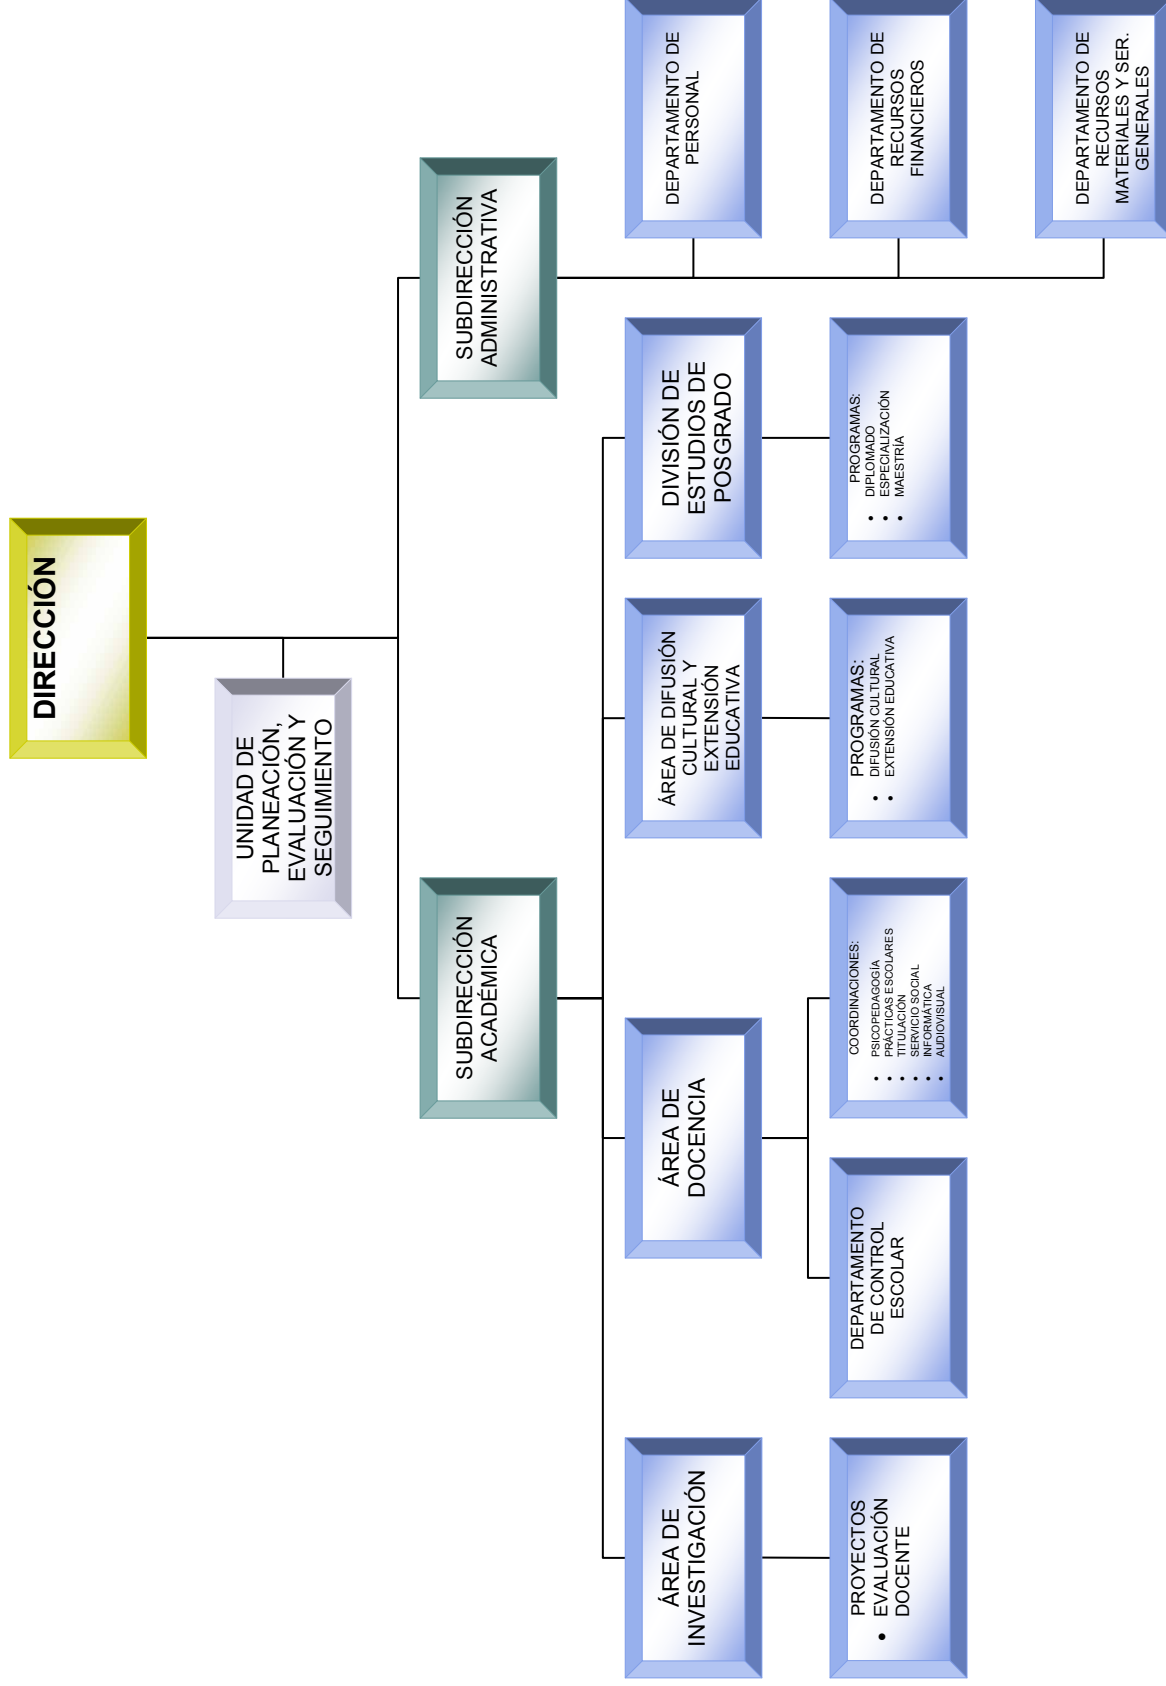 DIRECCIÓN
UNIDAD DE
PLANEACIÓN,
EVALUACIÓN Y
SEGUIMIENTO
SUBDIRECCIÓN
ACADÉMICA
SUBDIRECCIÓN
ADMINISTRATIVA
ÁREA DE
INVESTIGACIÓN
ÁREA DE
DOCENCIA
ÁREA DE DIFUSIÓN
CULTURAL Y
EXTENSIÓN
EDUCATIVA
DIVISIÓN DE
ESTUDIOS DE
POSGRADO
DEPARTAMENTO DE
PERSONAL
PROYECTOS
• EVALUACIÓN
DOCENTE
DEPARTAMENTO
DE CONTROL
ESCOLAR
COORDINACIONES:
• PSICOPEDAGOGÍA
• PRÁCTICAS ESCOLARES
• TITULACIÓN
• SERVICIO SOCIAL
• INFORMÁTICA
• AUDIOVISUAL
PROGRAMAS:
• DIFUSIÓN CULTURAL
• EXTENSIÓN EDUCATIVA
PROGRAMAS:
• DIPLOMADO
• ESPECIALIZACIÓN
• MAESTRÍA
DEPARTAMENTO DE
RECURSOS
FINANCIEROS
DEPARTAMENTO DE
RECURSOS
MATERIALES Y SER.
GENERALES